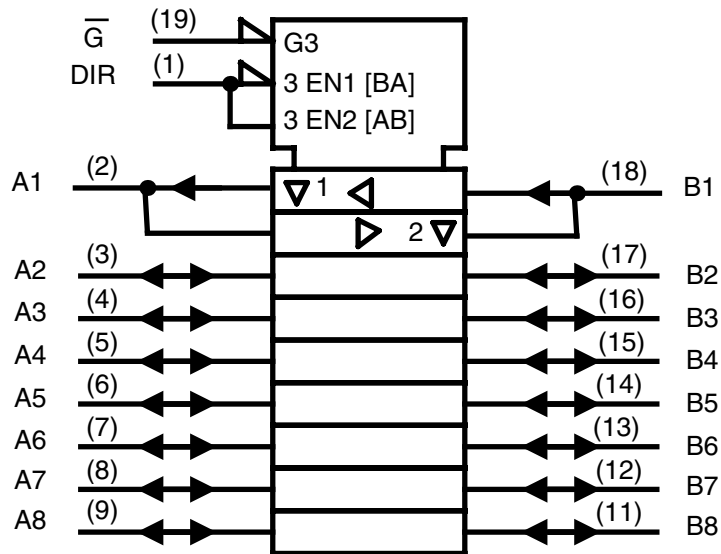 G̅ (19) G3
DIR (1) 3 EN1 [BA]
3 EN2 [AB]
A1 (2) 1 (18) B1
2
A2 (3) (17) B2
A3 (4) (16) B3
A4 (5) (15) B4
A5 (6) (14) B5
A6 (7) (13) B6
A7 (8) (12) B7
A8 (9) (11) B8